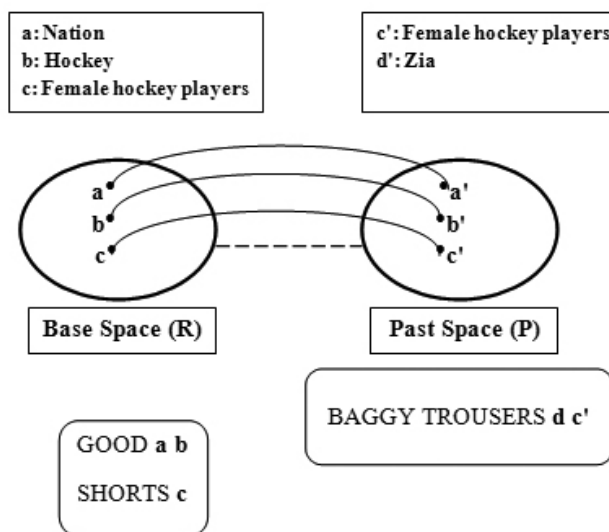 a: Nation
b: Hockey
c: Female hockey players
c': Female hockey players
d': Zia
a a'
b b'
c c'
Base Space (R)
Past Space (P)
BAGGY TROUSERS d c'
GOOD a b
SHORTS c